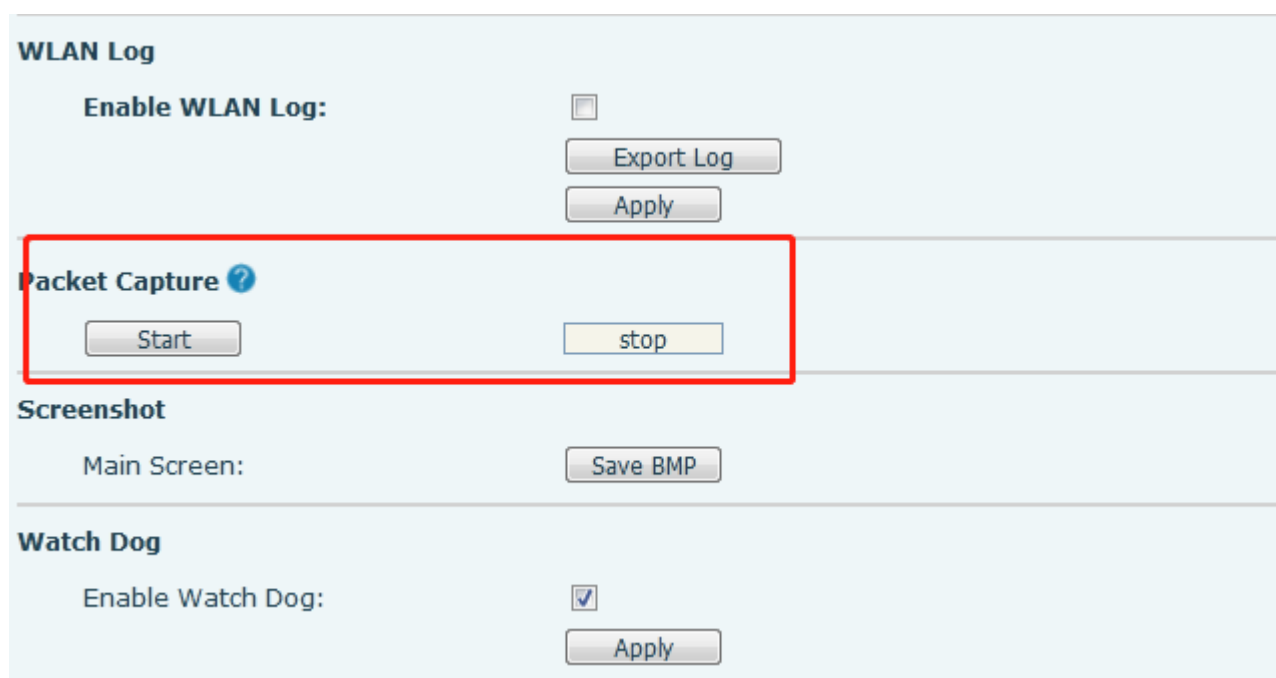 WLAN Log
Enable WLAN Log:
Export Log
Apply
Packet Capture ?
Start stop
Screenshot
Main Screen: Save BMP
Watch Dog
Enable Watch Dog:
Apply